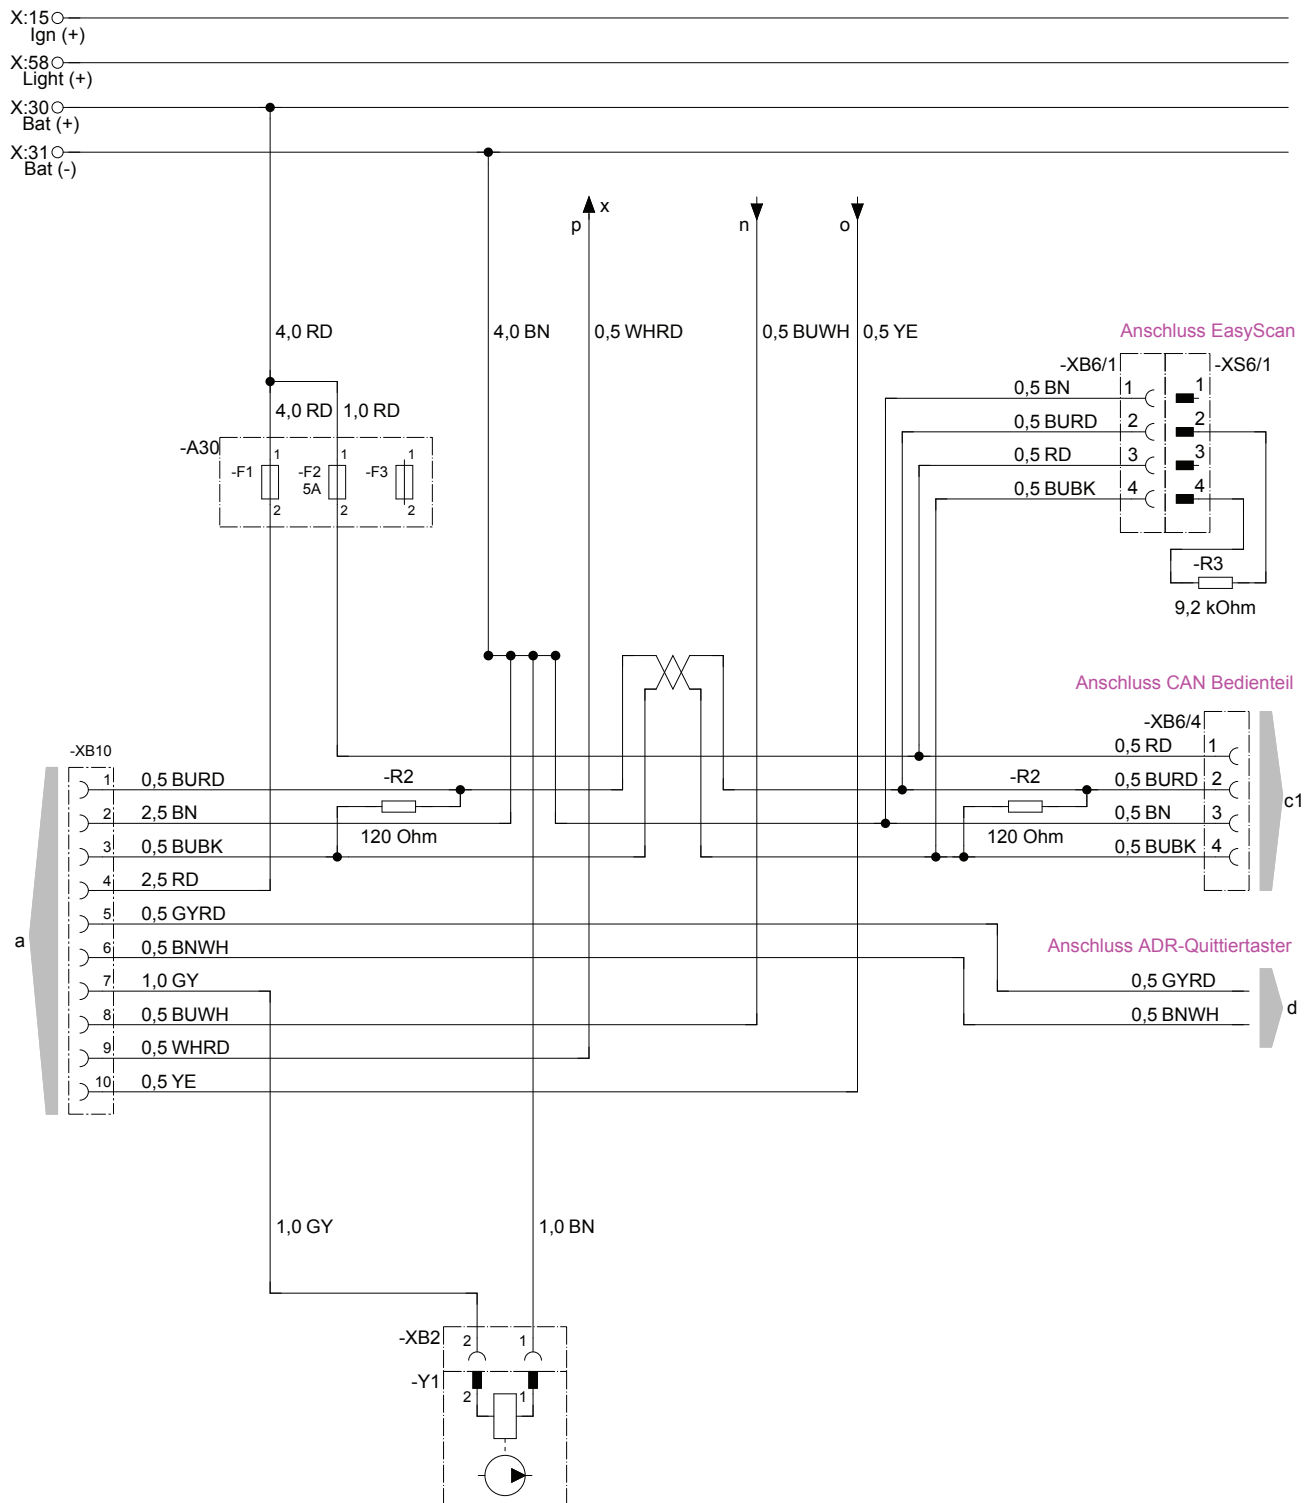 X:15
Ign (+)
X:58
Light (+)
X:30
Bat (+)
X:31
Bat (-)
p x n o
4,0 RD 4,0 BN 0,5 WHRD 0,5 BUWH 0,5 YE
Anschluss EasyScan
-XB6/1 -XS6/1
0,5 BN 1 1
0,5 BURD 2 2
0,5 RD 3 3
0,5 BUBK 4 4
4,0 RD 1,0 RD
-A30
1 1 1
-F1 -F2 -F3
5A
2 2 2
-R3
9,2 kOhm
Anschluss CAN Bedienteil
-XB6/4
0,5 RD 1
-XB10
1 0,5 BURD -R2 -R2 0,5 BURD 2
2 2,5 BN 0,5 BN 3
120 Ohm 120 Ohm
3 0,5 BUBK 0,5 BUBK 4
c1
4 2,5 RD
5 0,5 GYRD
a
6 0,5 BNWH
Anschluss ADR-Quittiertaster
7 1,0 GY 0,5 GYRD
8 0,5 BUWH 0,5 BNWH
d
9 0,5 WHRD
10 0,5 YE
1,0 GY 1,0 BN
-XB2 2 1
-Y1
2 1